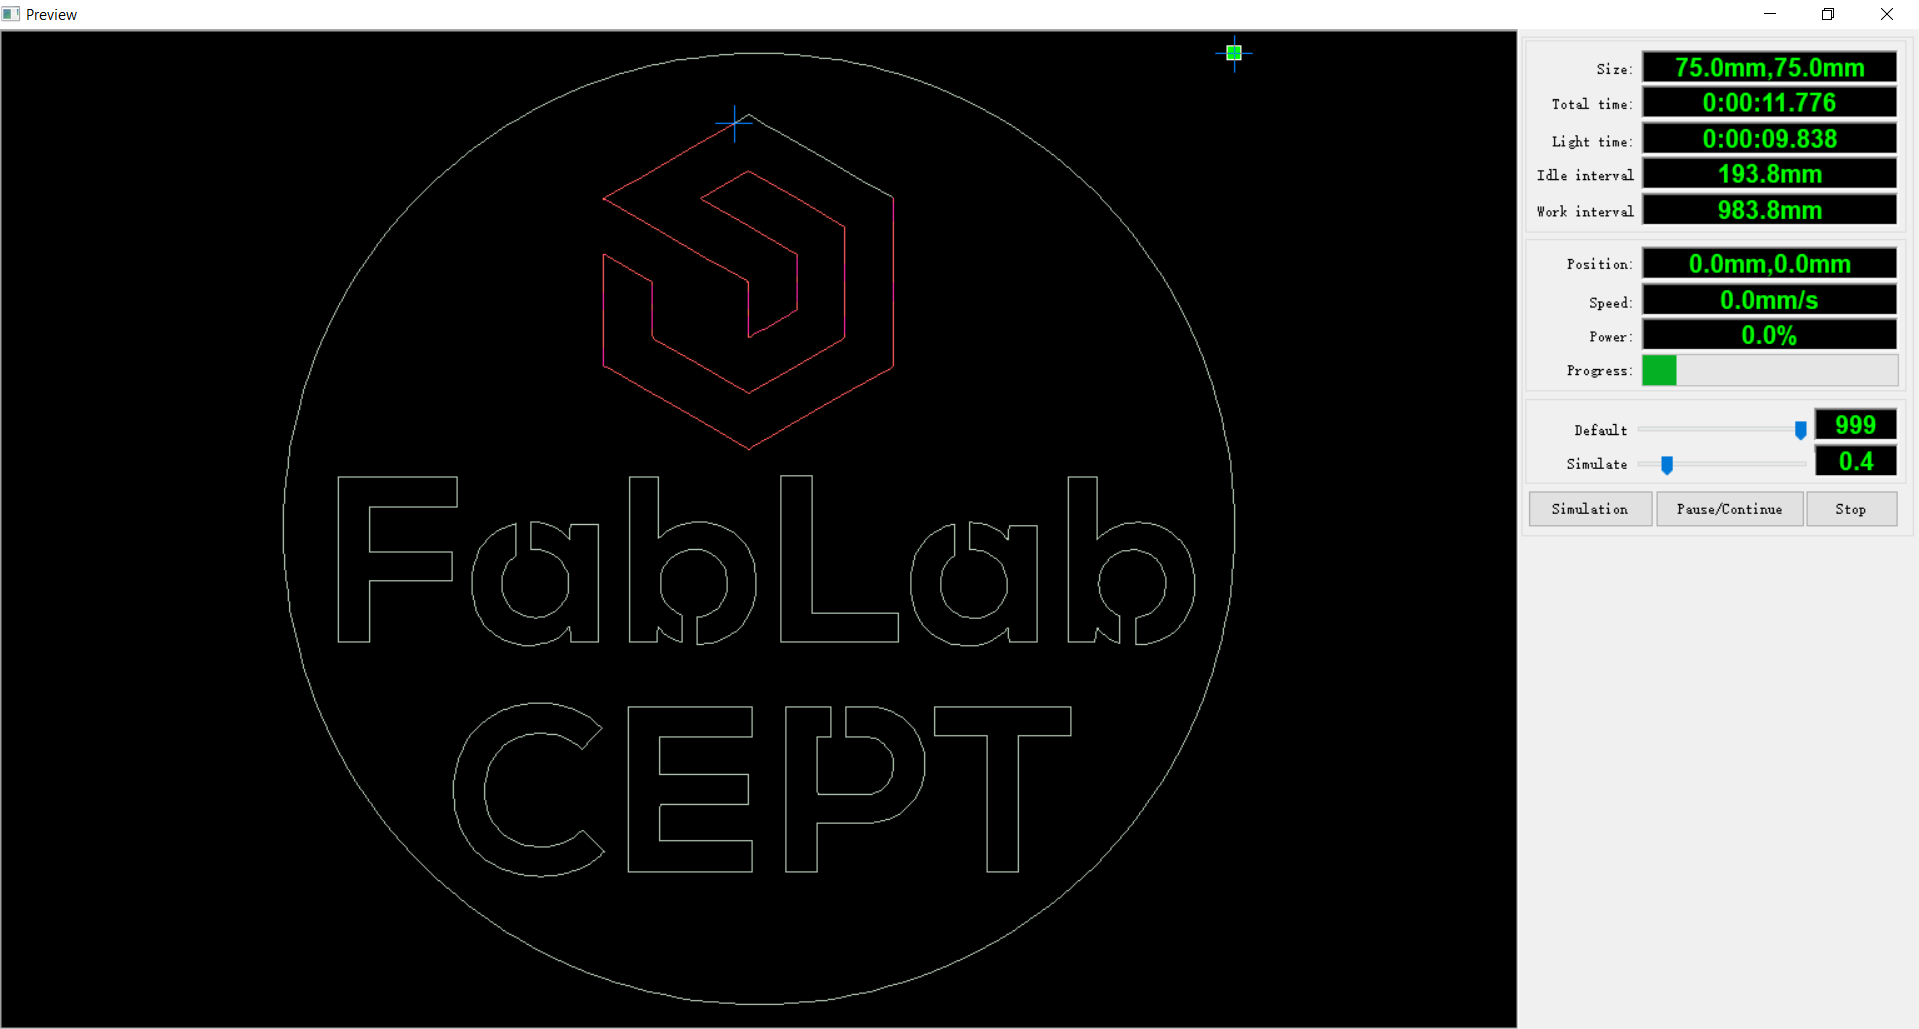 Preview
FabLab
CEPT
Size: 75.0mm,75.0mm
Total time: 0:00:11.776
Light time: 0:00:09.838
Idle interval 193.8mm
Work interval 983.8mm
Position: 0.0mm,0.0mm
Speed: 0.0mm/s
Power: 0.0%
Progress:
Default 999
Simulate 0.4
Simulation Pause/Continue Stop